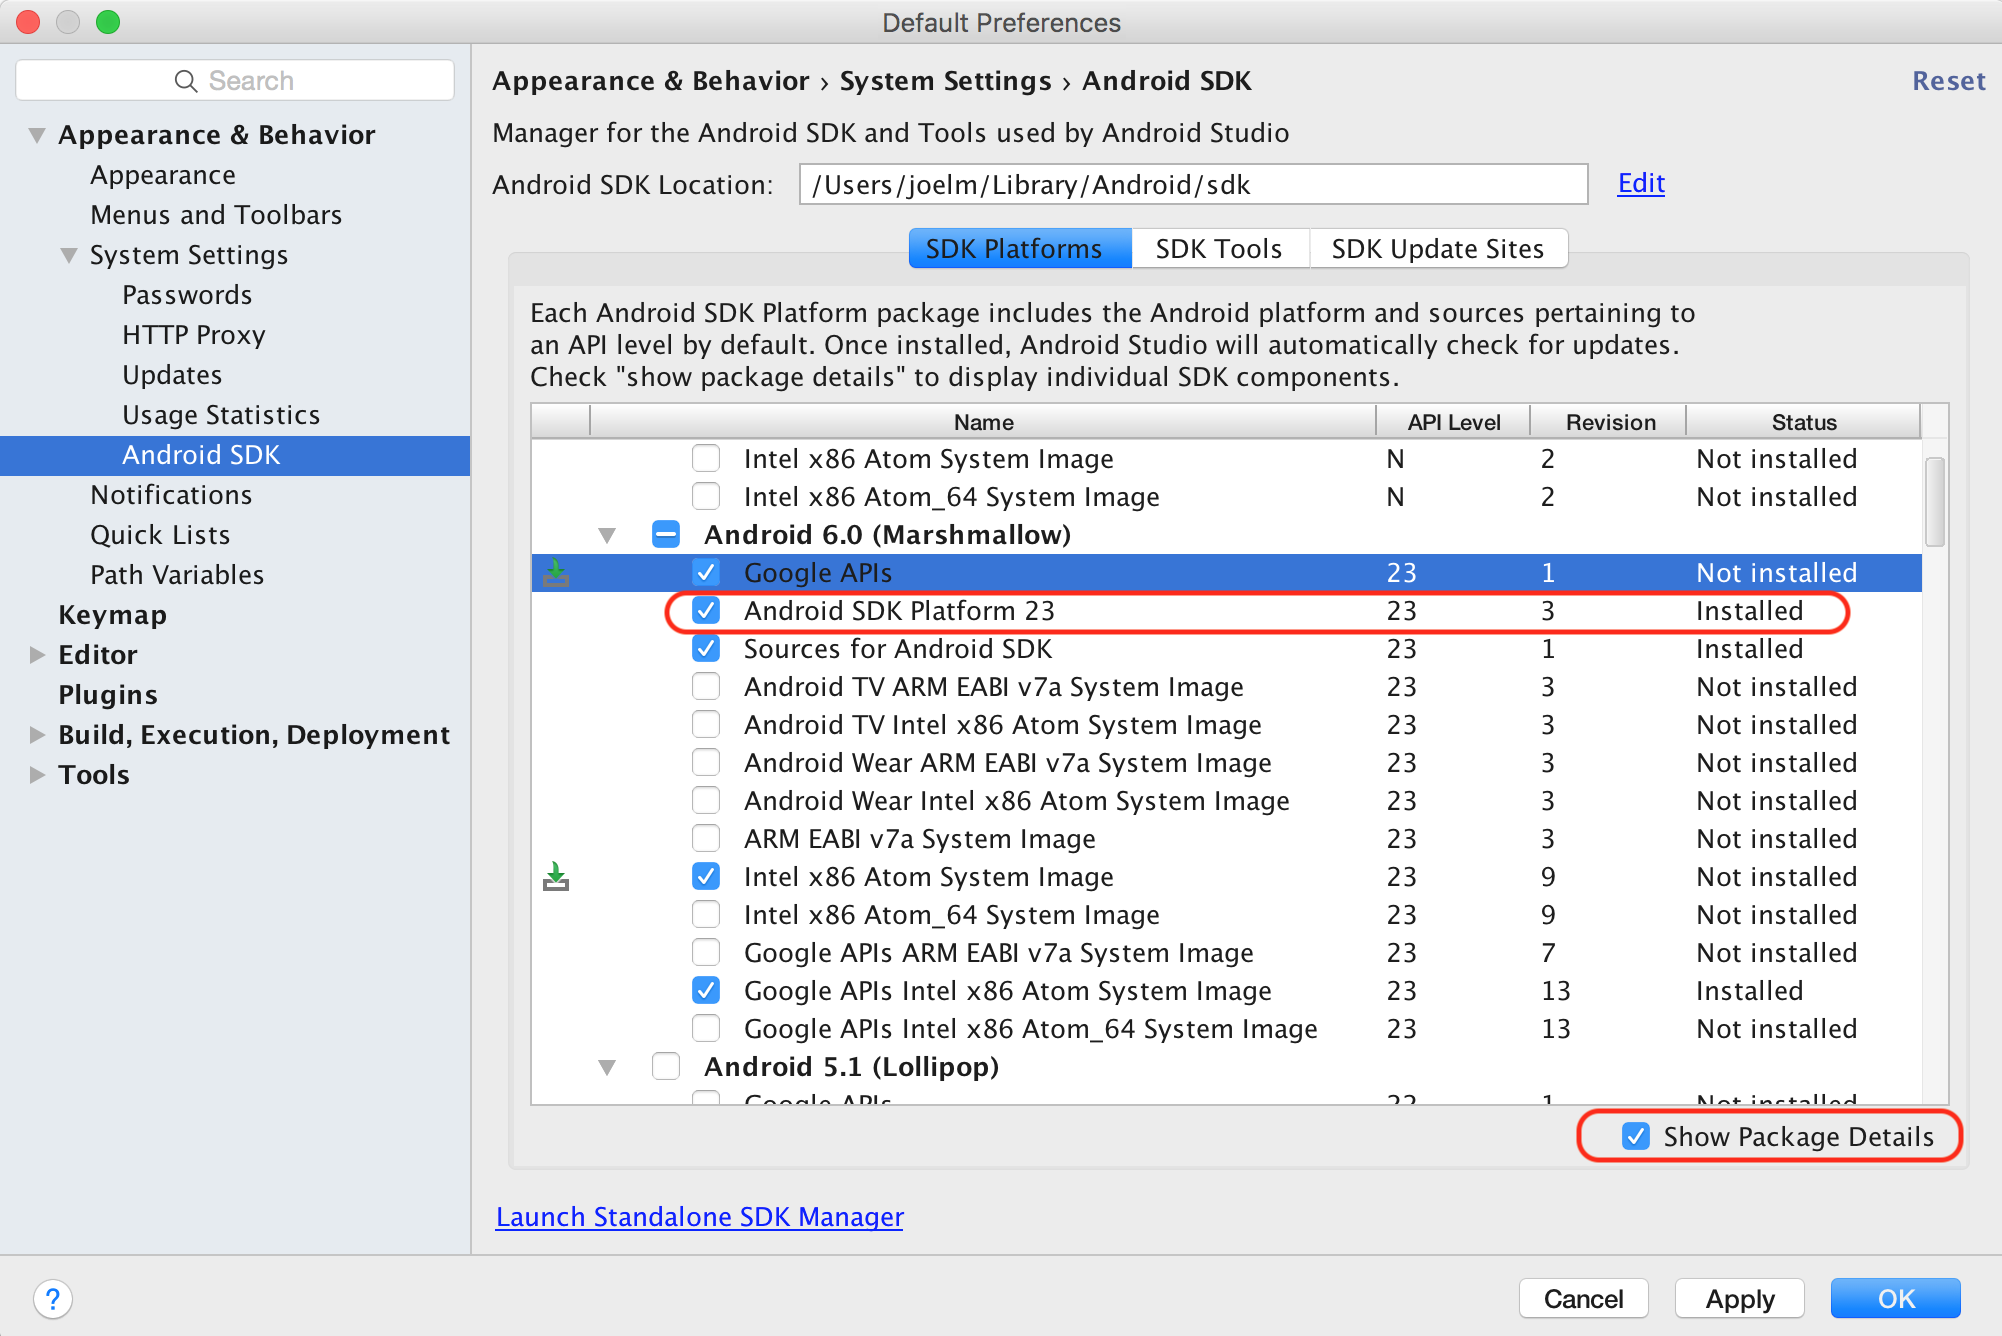 Default Preferences
Search
Appearance & Behavior
Appearance
Menus and Toolbars
System Settings
Passwords
HTTP Proxy
Updates
Usage Statistics
Android SDK
Notifications
Quick Lists
Path Variables
Keymap
Editor
Plugins
Build, Execution, Deployment
Tools
Appearance & Behavior › System Settings › Android SDK
Reset
Manager for the Android SDK and Tools used by Android Studio
Android SDK Location: /Users/joelm/Library/Android/sdk Edit
SDK Platforms SDK Tools SDK Update Sites
Each Android SDK Platform package includes the Android platform and sources pertaining to
an API level by default. Once installed, Android Studio will automatically check for updates.
Check "show package details" to display individual SDK components.
Name API Level Revision Status
Intel x86 Atom System Image N 2 Not installed
Intel x86 Atom_64 System Image N 2 Not installed
Android 6.0 (Marshmallow)
Google APIs 23 1 Not installed
Android SDK Platform 23 23 3 Installed
Sources for Android SDK 23 1 Installed
Android TV ARM EABI v7a System Image 23 3 Not installed
Android TV Intel x86 Atom System Image 23 3 Not installed
Android Wear ARM EABI v7a System Image 23 3 Not installed
Android Wear Intel x86 Atom System Image 23 3 Not installed
ARM EABI v7a System Image 23 3 Not installed
Intel x86 Atom System Image 23 9 Not installed
Intel x86 Atom_64 System Image 23 9 Not installed
Google APIs ARM EABI v7a System Image 23 7 Not installed
Google APIs Intel x86 Atom System Image 23 13 Installed
Google APIs Intel x86 Atom_64 System Image 23 13 Not installed
Android 5.1 (Lollipop)
Google APIs 22 1 Not installed
Show Package Details
Launch Standalone SDK Manager
?
Cancel Apply OK